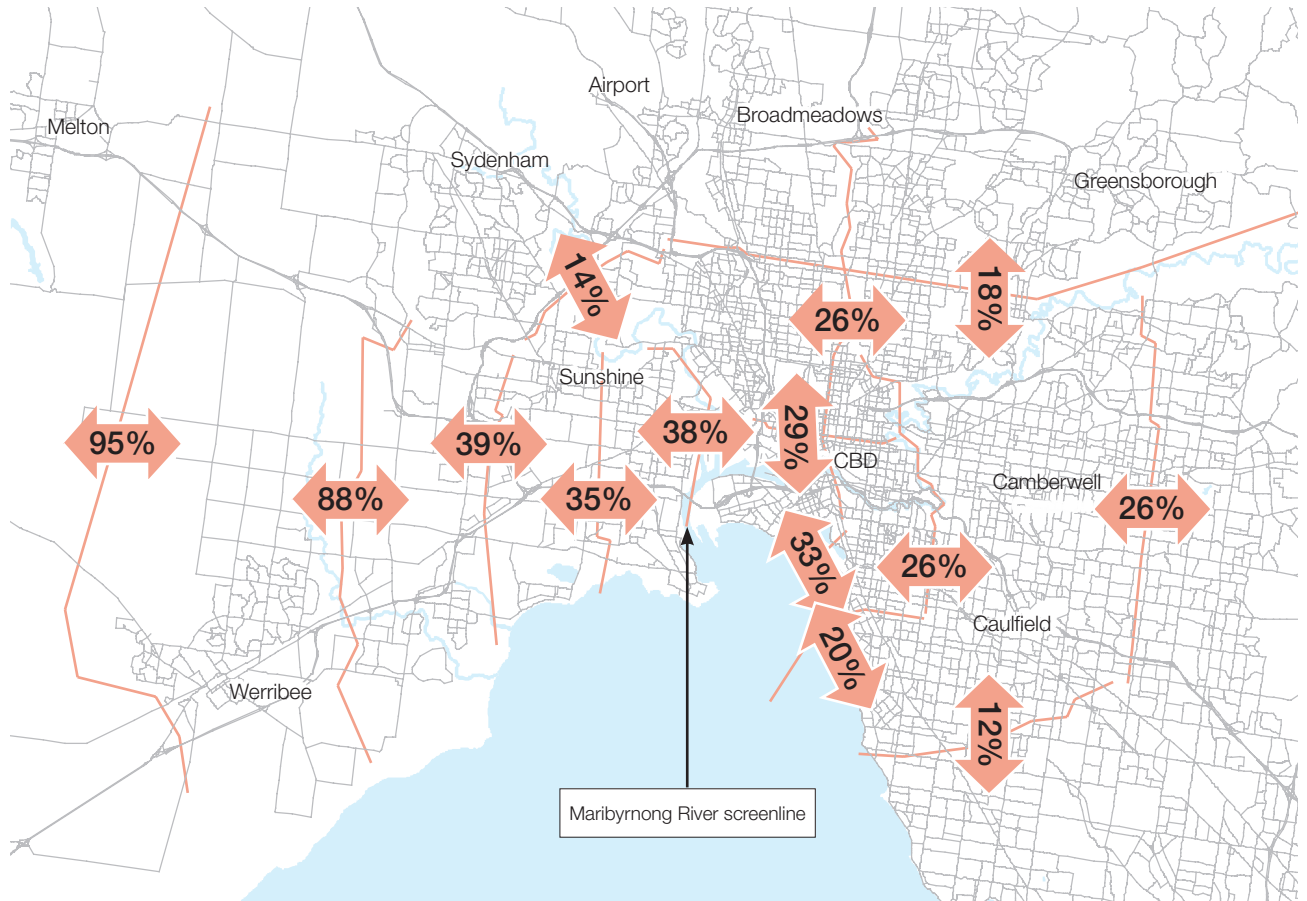 Airport
Broadmeadows
Melton
Sydenham
Greensborough
14%
18%
26%
Sunshine
95%
39%
38%
29%
CBD
88%
35%
Camberwell
26%
33%
26%
Caulfield
20%
Werribee
12%
Maribyrnong River screenline